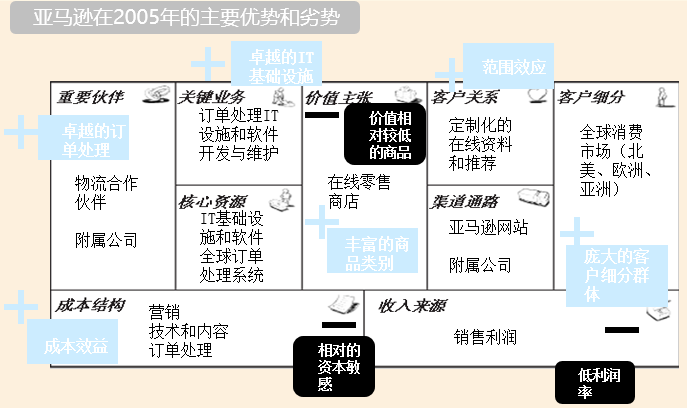 亚马逊在2005年的主要优势和劣势
卓越的IT
基础设施
范围效应
重要伙伴
关键业务
价值主张
客户关系
客户细分
卓越的订
单处理
订单处理IT
设施和软件
开发与维护
价值相
对较低
的商品
定制化的
在线资料
和推荐
全球消费
市场（北
美、欧洲、
亚洲）
物流合作
伙伴
附属公司
在线零售
商店
核心资源
IT基础设
施和软件
全球订单
处理系统
渠道通路
亚马逊网站
附属公司
丰富的商
品类别
庞大的客
户细分群
体
成本结构
营销
技术和内容
订单处理
收入来源
销售利润
成本效益
相对的
资本敏
感
低利润
率